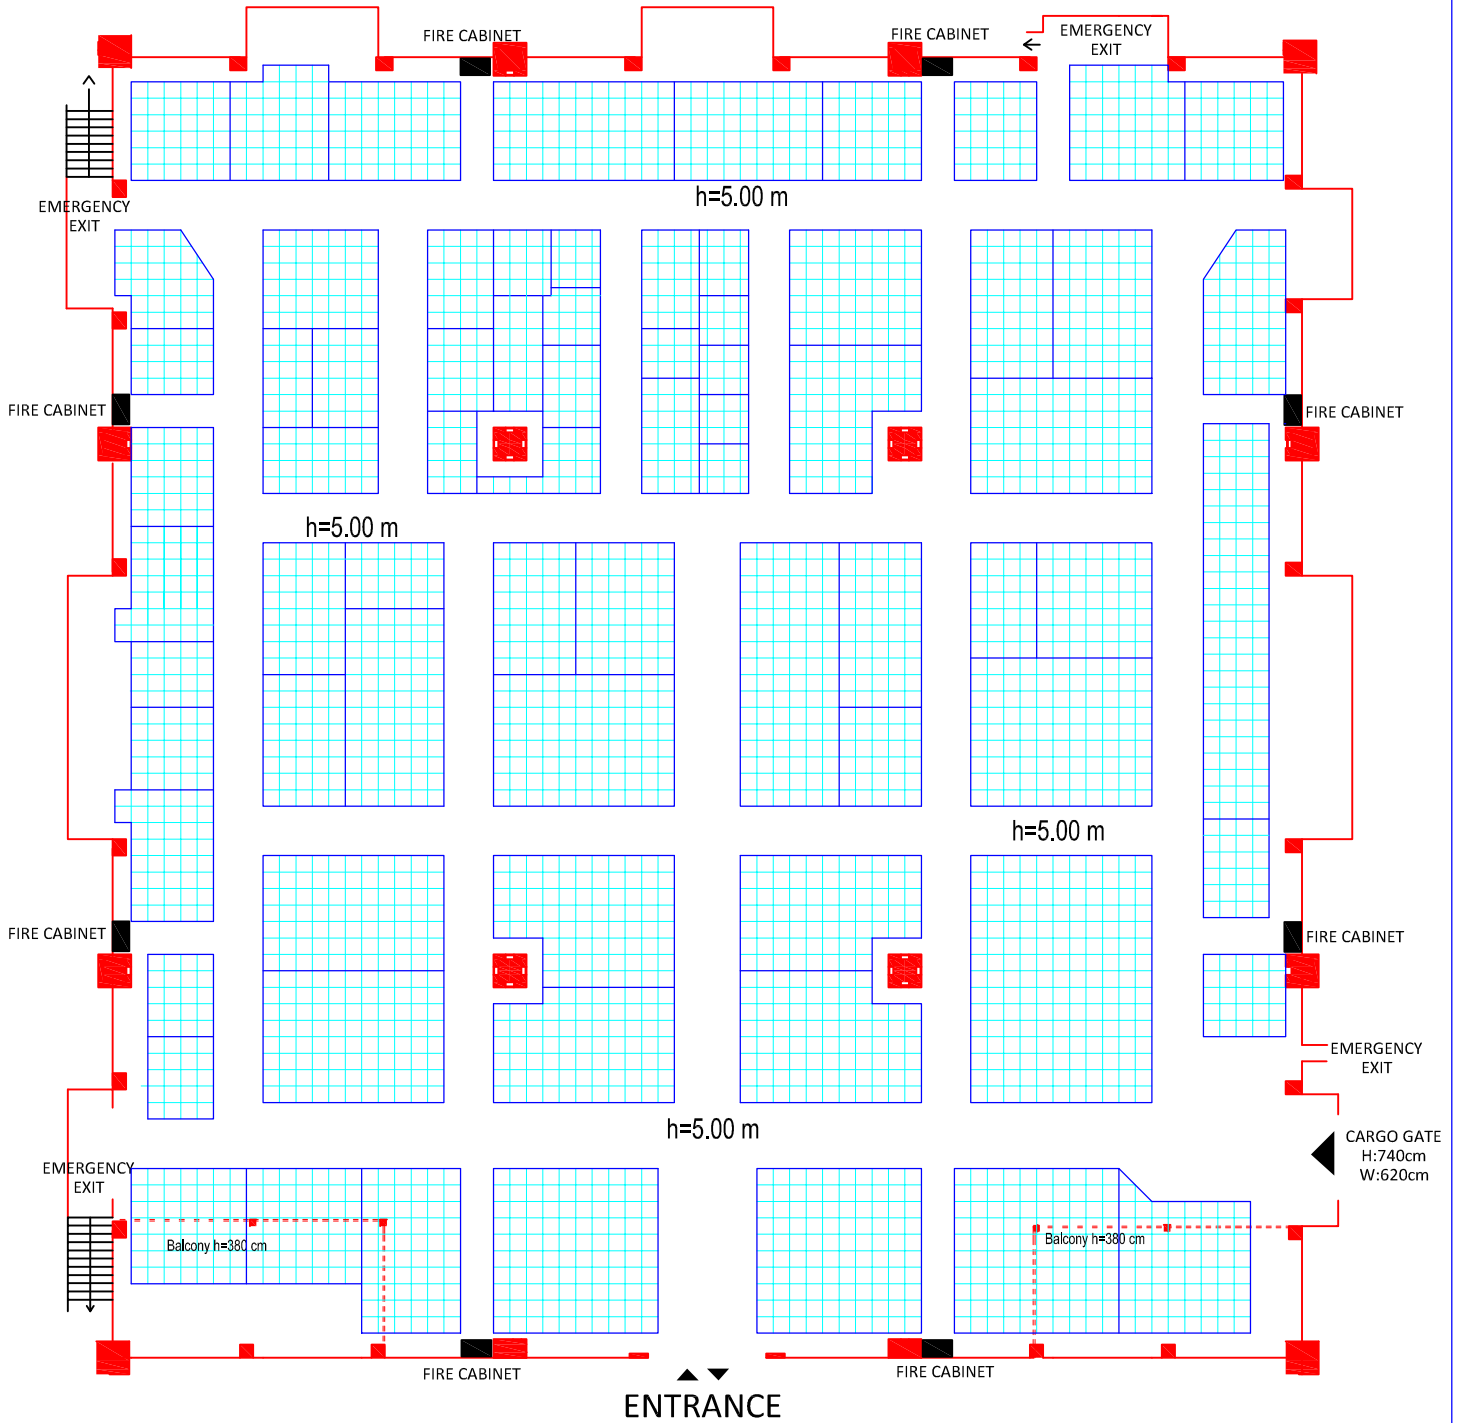 FIRE CABINET
FIRE CABINET
EMERGENCY
EXIT
h=5.00 m
EMERGENCY
EXIT
FIRE CABINET
FIRE CABINET
h=5.00 m
h=5.00 m
FIRE CABINET
FIRE CABINET
EMERGENCY
EXIT
h=5.00 m
CARGO GATE
H:740cm
W:620cm
EMERGENCY
EXIT
Balcony h=380 cm
Balcony h=380 cm
FIRE CABINET
FIRE CABINET
ENTRANCE